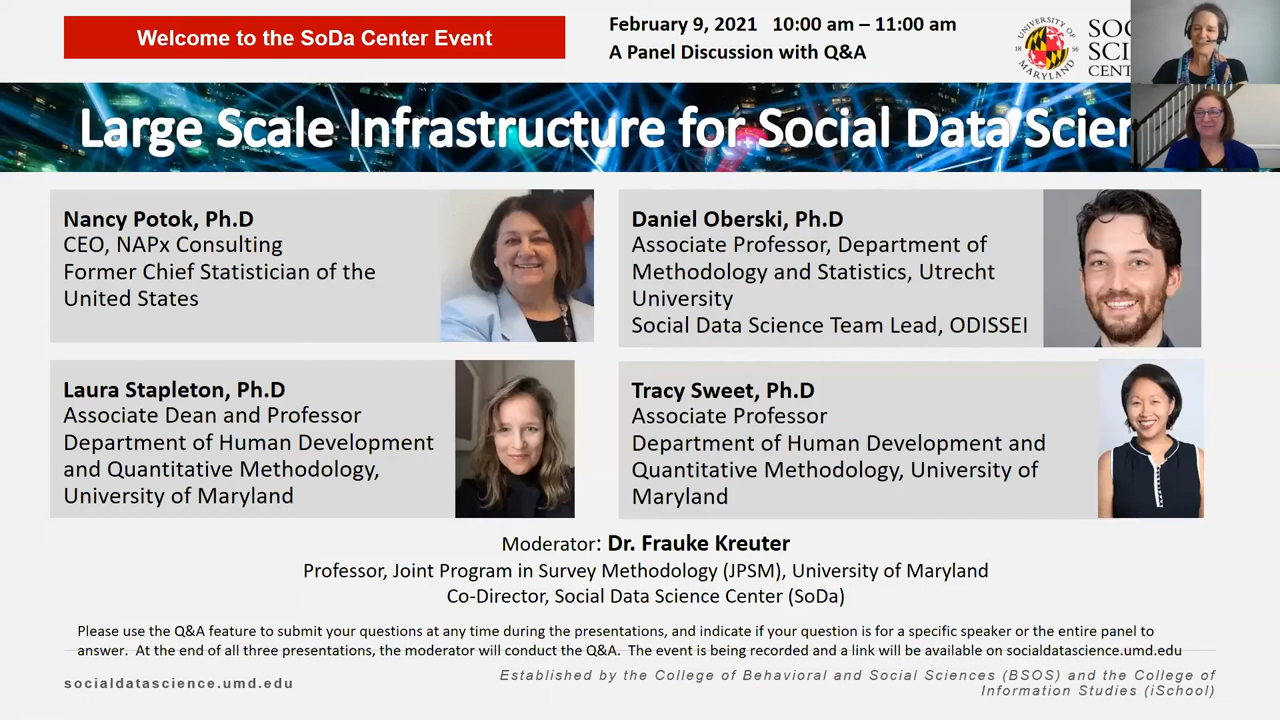 Welcome to the SoDa Center Event
February 9, 2021 10:00 am – 11:00 am
A Panel Discussion with Q&A
UNIVERSITY OF MARYLAND
18 56
Large Scale Infrastructure for Social Data
Nancy Potok, Ph.D
CEO, NAPx Consulting
Former Chief Statistician of the
United States
Daniel Oberski, Ph.D
Associate Professor, Department of
Methodology and Statistics, Utrecht
University
Social Data Science Team Lead, ODISSEI
Laura Stapleton, Ph.D
Associate Dean and Professor
Department of Human Development
and Quantitative Methodology,
University of Maryland
Tracy Sweet, Ph.D
Associate Professor
Department of Human Development and
Quantitative Methodology, University of
Maryland
Moderator: Dr. Frauke Kreuter
Professor, Joint Program in Survey Methodology (JPSM), University of Maryland
Co-Director, Social Data Science Center (SoDa)
Please use the Q&A feature to submit your questions at any time during the presentations, and indicate if your question is for a specific speaker or the entire panel to
answer. At the end of all three presentations, the moderator will conduct the Q&A. The event is being recorded and a link will be available on socialdatascience.umd.edu
socialdatascience.umd.edu
Established by the College of Behavioral and Social Sciences (BSOS) and the College of
Information Studies (iSchool)